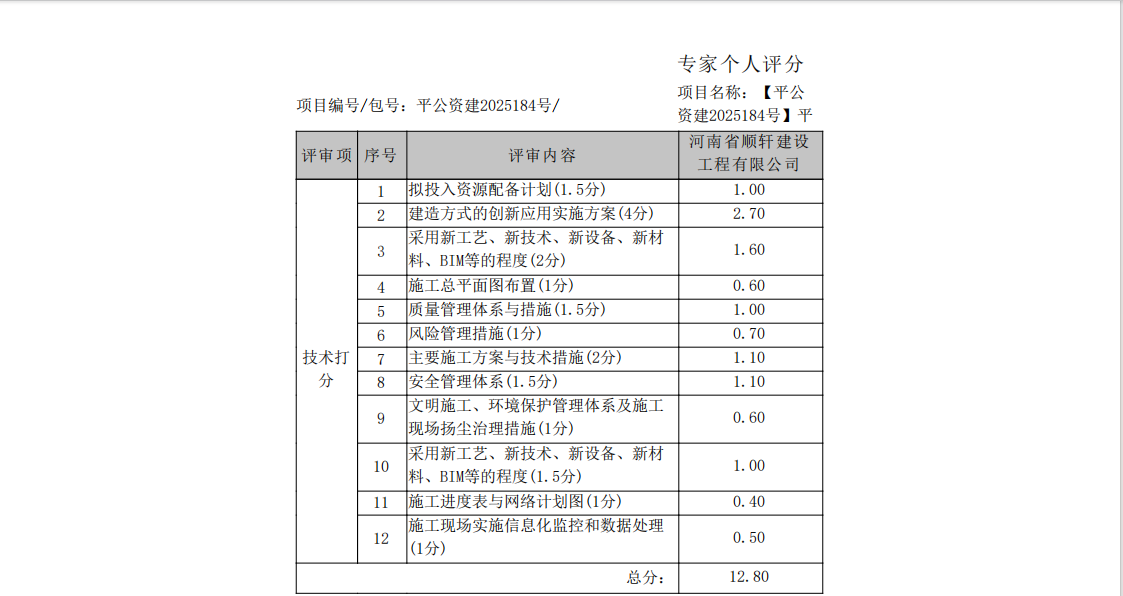 专家个人评分
项目编号/包号：平公资建2025184号/
项目名称：【平公
资建2025184号】平
评审项 序号 评审内容 河南省顺轩建设
工程有限公司
技术打
分
1 拟投入资源配备计划(1.5分) 1.00
2 建造方式的创新应用实施方案(4分) 2.70
3 采用新工艺、新技术、新设备、新材
料、BIM等的程度(2分) 1.60
4 施工总平面图布置(1分) 0.60
5 质量管理体系与措施(1.5分) 1.00
6 风险管理措施(1分) 0.70
7 主要施工方案与技术措施(2分) 1.10
8 安全管理体系(1.5分) 1.10
9 文明施工、环境保护管理体系及施工
现场扬尘治理措施(1分) 0.60
10 采用新工艺、新技术、新设备、新材
料、BIM等的程度(1.5分) 1.00
11 施工进度表与网络计划图(1分) 0.40
12 施工现场实施信息化监控和数据处理
(1分) 0.50
总分： 12.80